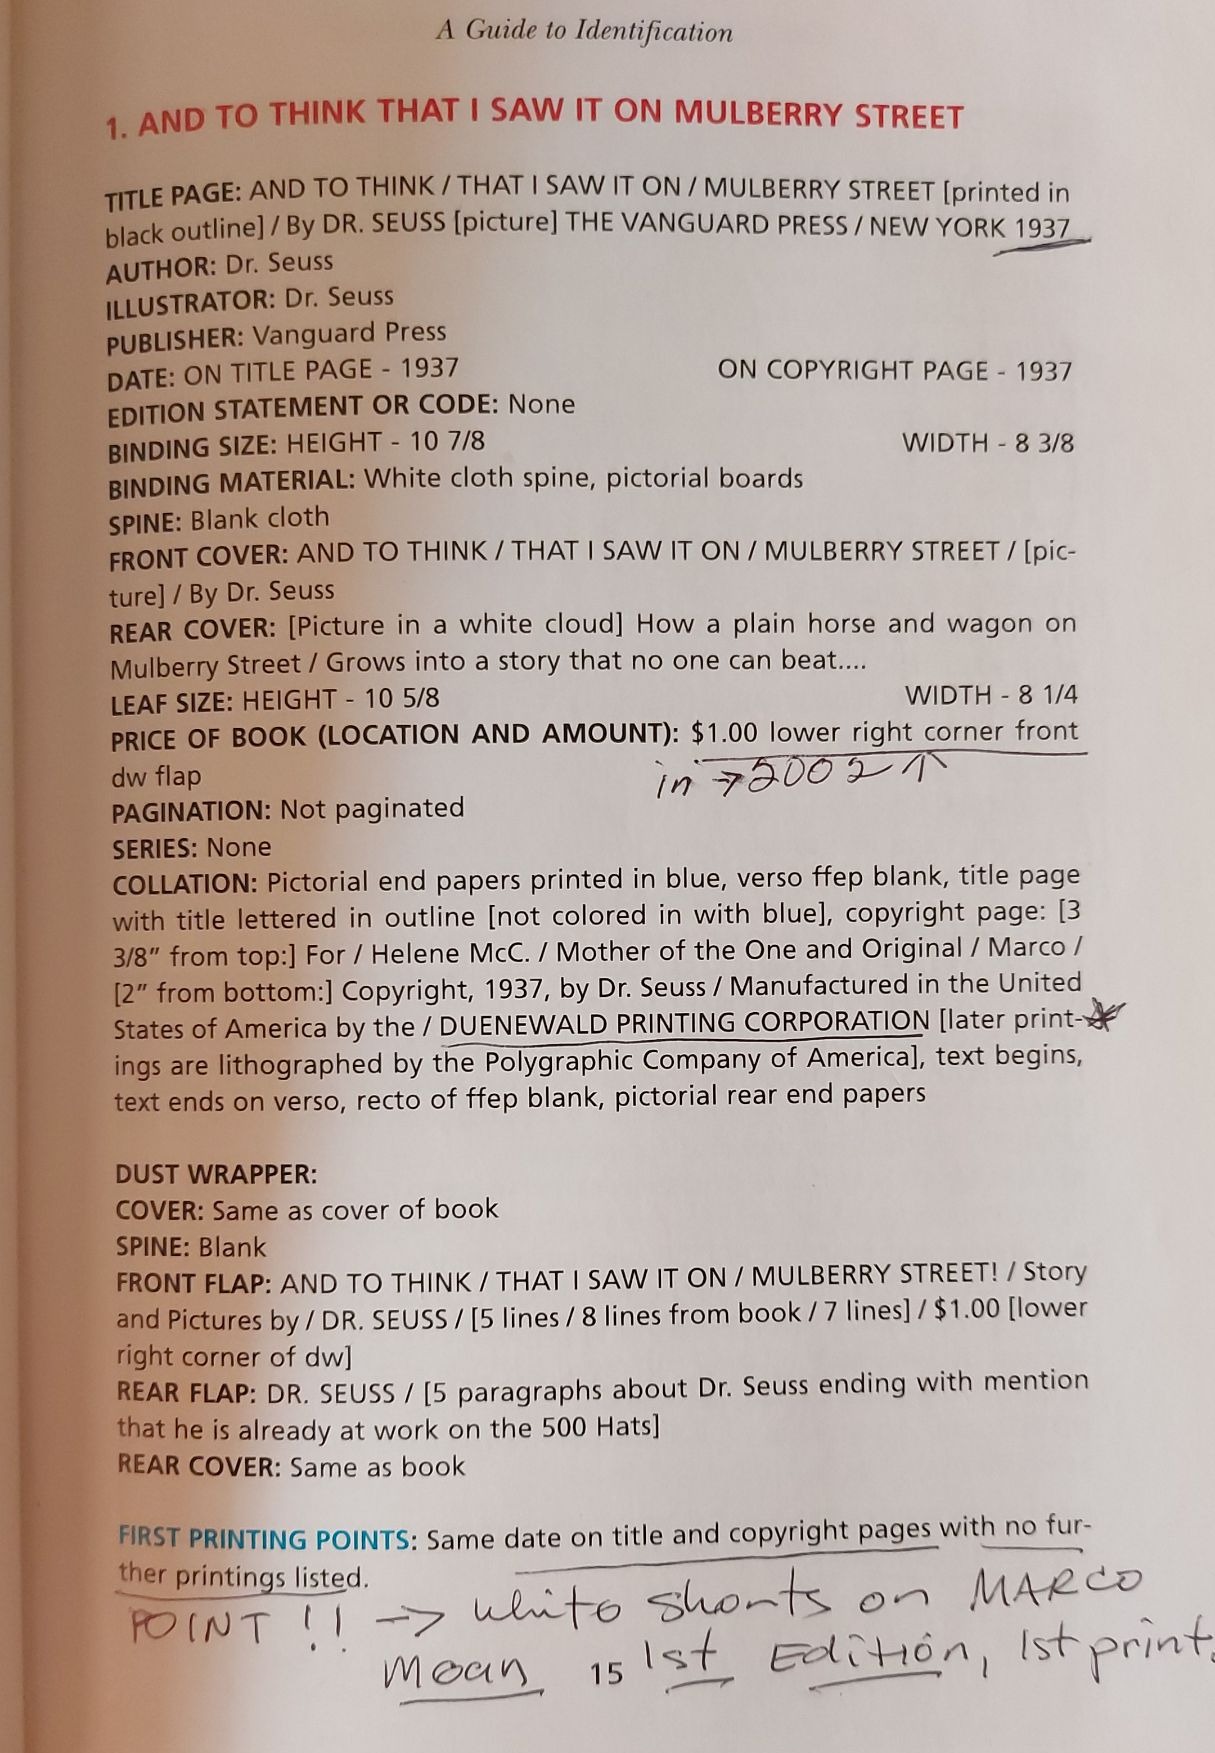 A Guide to Identification
1. AND TO THINK THAT I SAW IT ON MULBERRY STREET
TITLE PAGE: AND TO THINK / THAT I SAW IT ON / MULBERRY STREET [printed in
black outline] / By DR. SEUSS [picture] THE VANGUARD PRESS / NEW YORK 1937
AUTHOR: Dr. Seuss
ILLUSTRATOR: Dr. Seuss
PUBLISHER: Vanguard Press
DATE: ON TITLE PAGE - 1937 ON COPYRIGHT PAGE - 1937
EDITION STATEMENT OR CODE: None
BINDING SIZE: HEIGHT - 10 7/8 WIDTH - 8 3/8
BINDING MATERIAL: White cloth spine, pictorial boards
SPINE: Blank cloth
FRONT COVER: AND TO THINK / THAT I SAW IT ON / MULBERRY STREET / [pic-
ture] / By Dr. Seuss
REAR COVER: [Picture in a white cloud] How a plain horse and wagon on
Mulberry Street / Grows into a story that no one can beat....
LEAF SIZE: HEIGHT - 10 5/8 WIDTH - 8 1/4
PRICE OF BOOK (LOCATION AND AMOUNT): $1.00 lower right corner front
dw flap
in → 2002 ↑
PAGINATION: Not paginated
SERIES: None
COLLATION: Pictorial end papers printed in blue, verso ffep blank, title page
with title lettered in outline [not colored in with blue], copyright page: [3
3/8" from top:] For / Helene McC. / Mother of the One and Original / Marco /
[2" from bottom:] Copyright, 1937, by Dr. Seuss / Manufactured in the United
States of America by the / DUENEWALD PRINTING CORPORATION [later print-
ings are lithographed by the Polygraphic Company of America], text begins,
text ends on verso, recto of ffep blank, pictorial rear end papers
DUST WRAPPER:
COVER: Same as cover of book
SPINE: Blank
FRONT FLAP: AND TO THINK / THAT I SAW IT ON / MULBERRY STREET! / Story
and Pictures by / DR. SEUSS / [5 lines / 8 lines from book / 7 lines] / $1.00 [lower
right corner of dw]
REAR FLAP: DR. SEUSS / [5 paragraphs about Dr. Seuss ending with mention
that he is already at work on the 500 Hats]
REAR COVER: Same as book
FIRST PRINTING POINTS: Same date on title and copyright pages with no fur-
ther printings listed.
POINT !! → white shorts on MARCO
mean 1st Edition, 1st print.
15